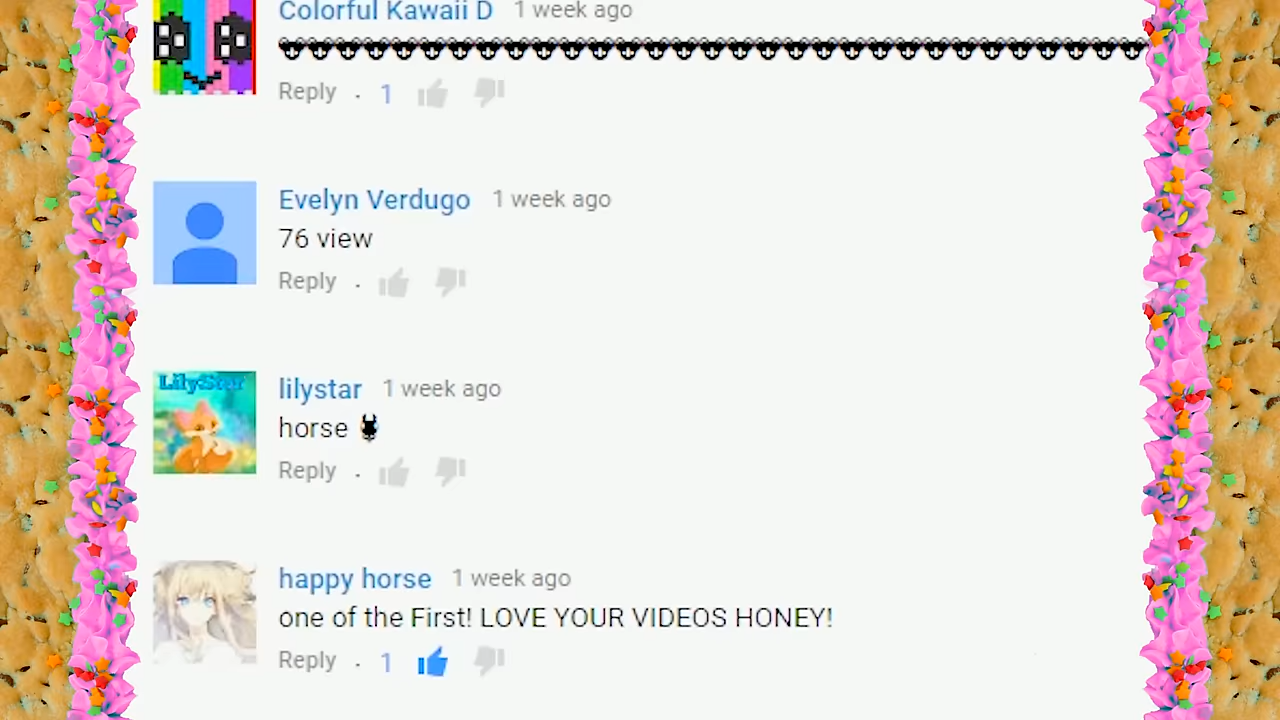 Colorful Kawaii D 1 week ago
Reply . 1
Evelyn Verdugo 1 week ago
76 view
Reply .
LilyStar
lilystar 1 week ago
horse
Reply .
happy horse 1 week ago
one of the First! LOVE YOUR VIDEOS HONEY!
Reply . 1